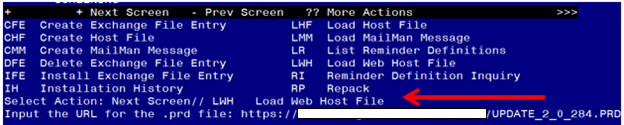 + + Next Screen - Prev Screen ?? More Actions >>>
CFE Create Exchange File Entry LHF Load Host File
CHF Create Host File LMM Load MailMan Message
CMM Create MailMan Message LR List Reminder Definitions
DFE Delete Exchange File Entry LWH Load Web Host File
IFE Install Exchange File Entry RI Reminder Definition Inquiry
IH Installation History RP Repack
Select Action: Next Screen// LWH Load Web Host File
Input the URL for the .prd file: https:// /UPDATE_2_0_284.PRD